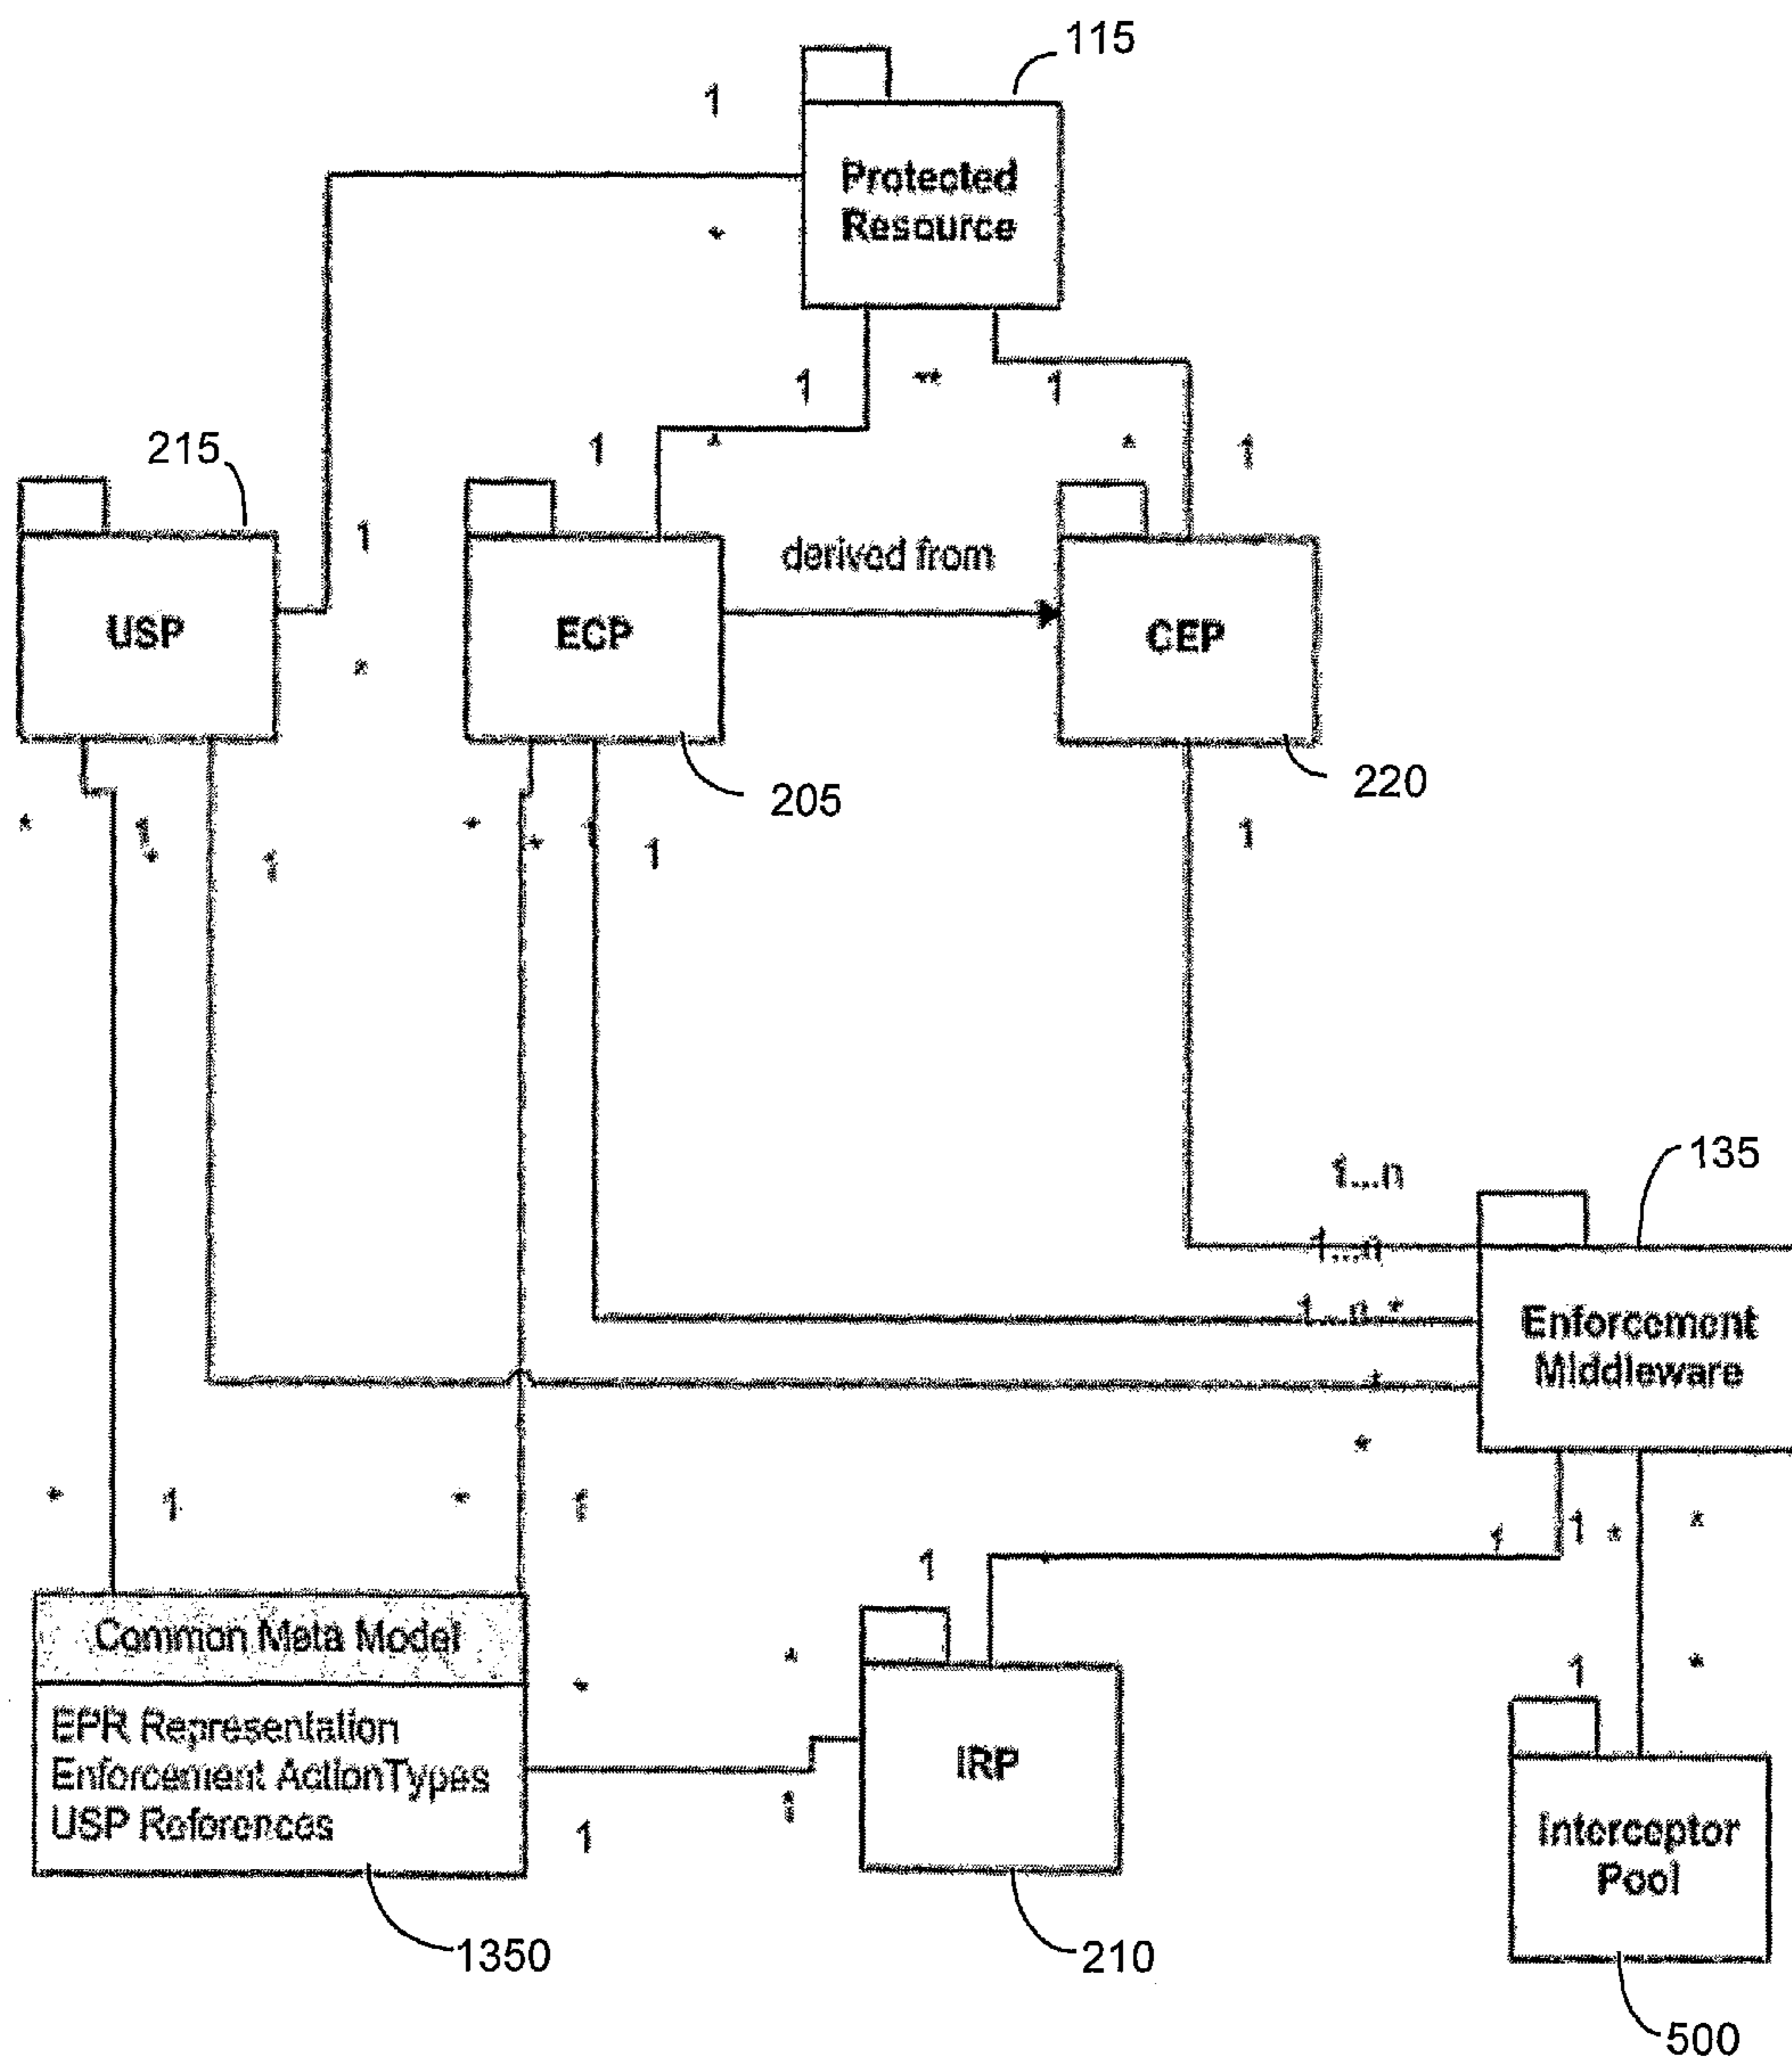 115
1
Protected
Resource
*
1
**
1
215
1
*
*
1
1
derived from
USP
ECP
CEP
*
205
220
*
1
*
1
*
*
1
1
1
135
1...n
1...n
1...n *
Enforcement
Middleware
*
*
*
1
*
1
1
1
*
*
1
Common Meta Model
*
*
1
*
EPR Representation
Enforcement ActionTypes
USP References
IRP
1
1
Interceptor
Pool
1350
210
500